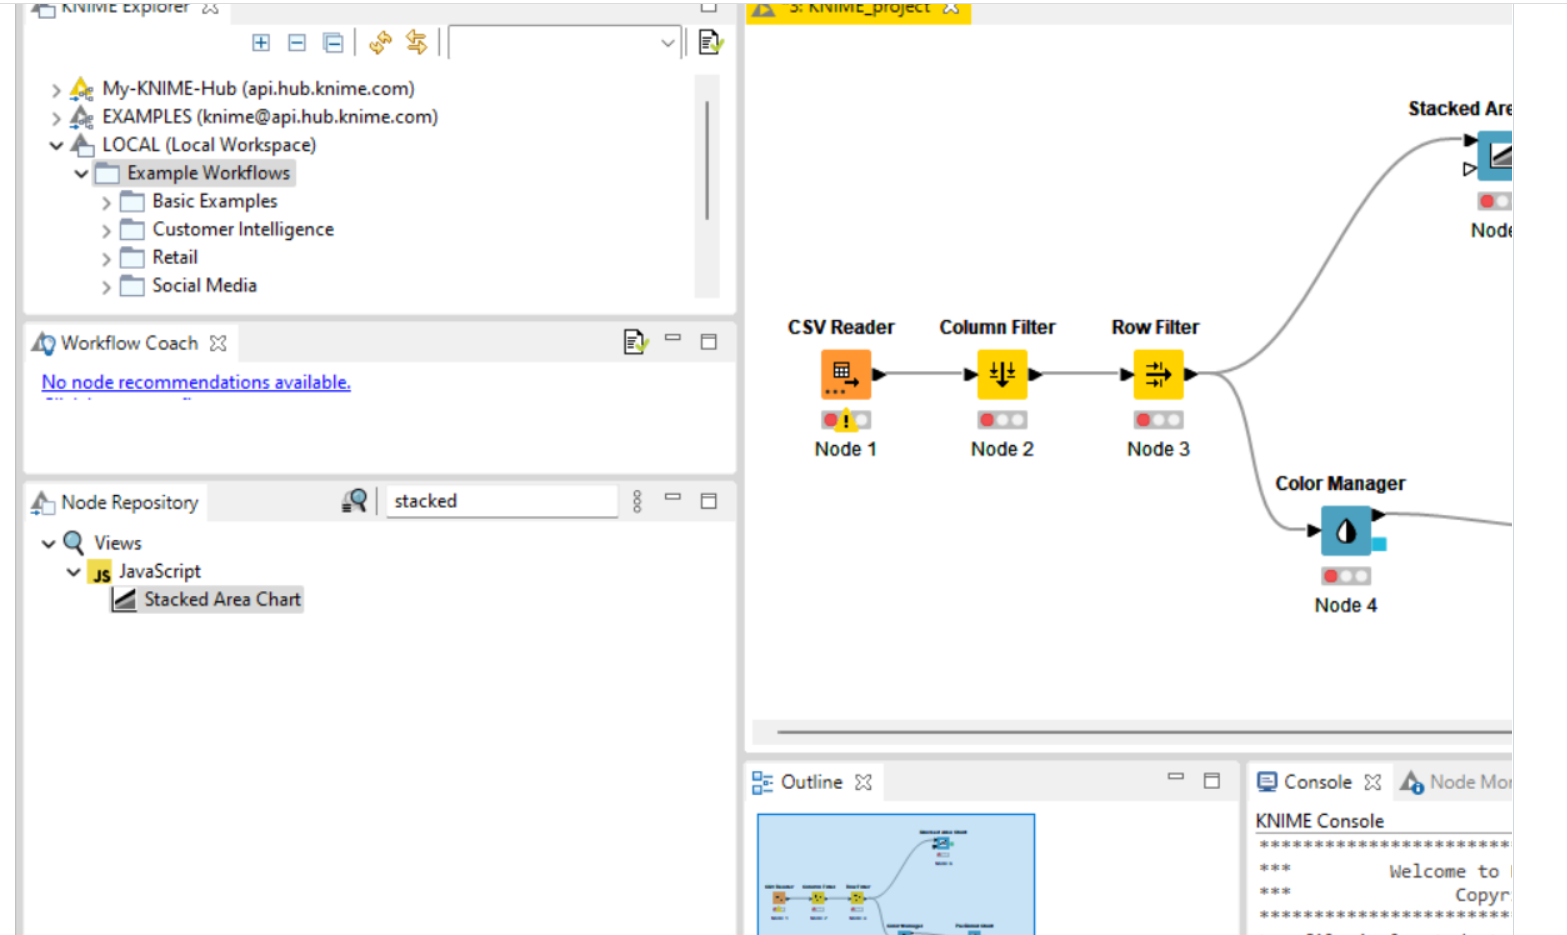 KNIME Explorer
*3: KNIME_project
My-KNIME-Hub (api.hub.knime.com)
EXAMPLES (knime@api.hub.knime.com)
LOCAL (Local Workspace)
Example Workflows
Basic Examples
Customer Intelligence
Retail
Social Media
Workflow Coach
No node recommendations available.
Node Repository
stacked
Views
JS JavaScript
Stacked Area Chart
Stacked Are
Node
CSV Reader
Column Filter
Row Filter
Node 1
Node 2
Node 3
Color Manager
Node 4
Outline
Console
Node Mon
KNIME Console
***********************
*** Welcome to
*** Copyr
***********************